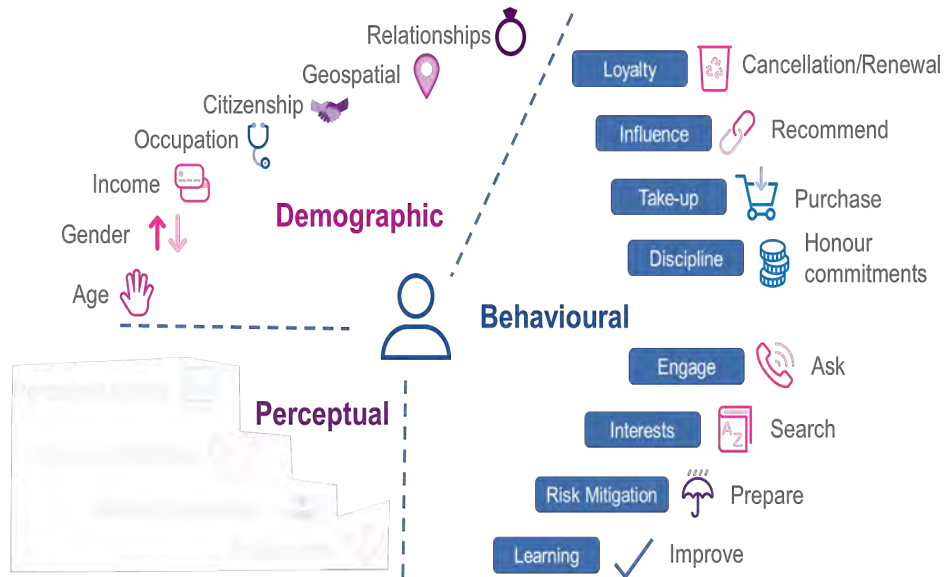 Relationships
Geospatial
Citizenship
Occupation
Income
Gender
Age
Demographic
Loyalty
Cancellation/Renewal
Influence
Recommend
Take-up
Purchase
Discipline
Honour
commitments
Behavioural
Engage
Ask
Interests
A Z
Search
Risk Mitigation
Prepare
Learning
Improve
Perceptual